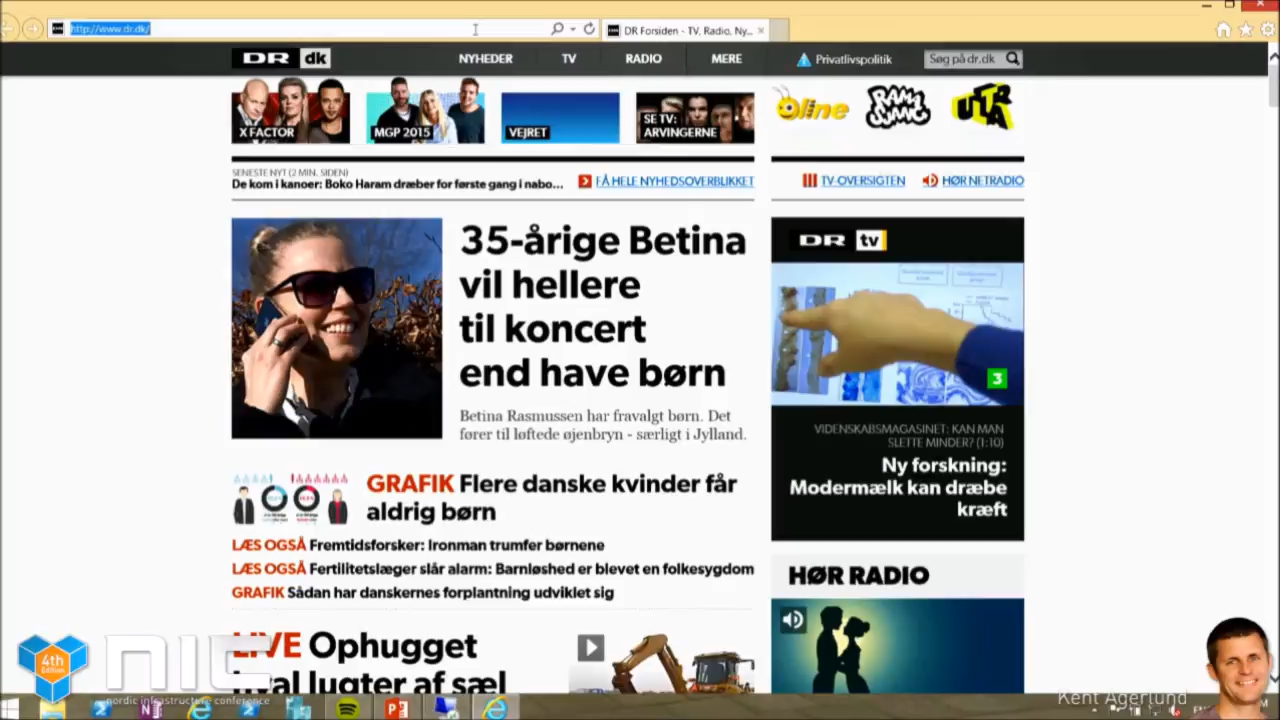 http://www.dr.dk/
DR Forsiden - TV, Radio, Ny...
DR dk
NYHEDER
TV
RADIO
MERE
Privatlivspolitik
Søg på dr.dk
X FACTOR
MGP 2015
VEJRET
SE TV:
ARVINGERNE
Oline
RAMA
SJANG
ULTRA
SENESTE NYT (2 MIN. SIDEN)
De kom i kanoer: Boko Haram dræber for første gang i nabo...
FÅ HELE NYHEDSOVERBLIKKET
TV-OVERSIGTEN
HØR NETRADIO
35-årige Betina
vil hellere
til koncert
end have børn
Betina Rasmussen har fravalgt børn. Det
fører til løftede øjenbryn - særligt i Jylland.
DR tv
3
VIDENSKABSMAGASINET: KAN MAN
SLETTE MINDER? (1:10)
Ny forskning:
Modermælk kan dræbe
kræft
GRAFIK Flere danske kvinder får
aldrig børn
LÆS OGSÅ Fremtidsforsker: Ironman trumfer børnene
LÆS OGSÅ Fertilitetslæger slår alarm: Barnløshed er blevet en folkesygdom
GRAFIK Sådan har danskernes forplantning udviklet sig
HØR RADIO
LIVE Ophugget
hval lugter af sæl
4th
Edition
NIC
nordic infrastructure conference
Kent Agerlund